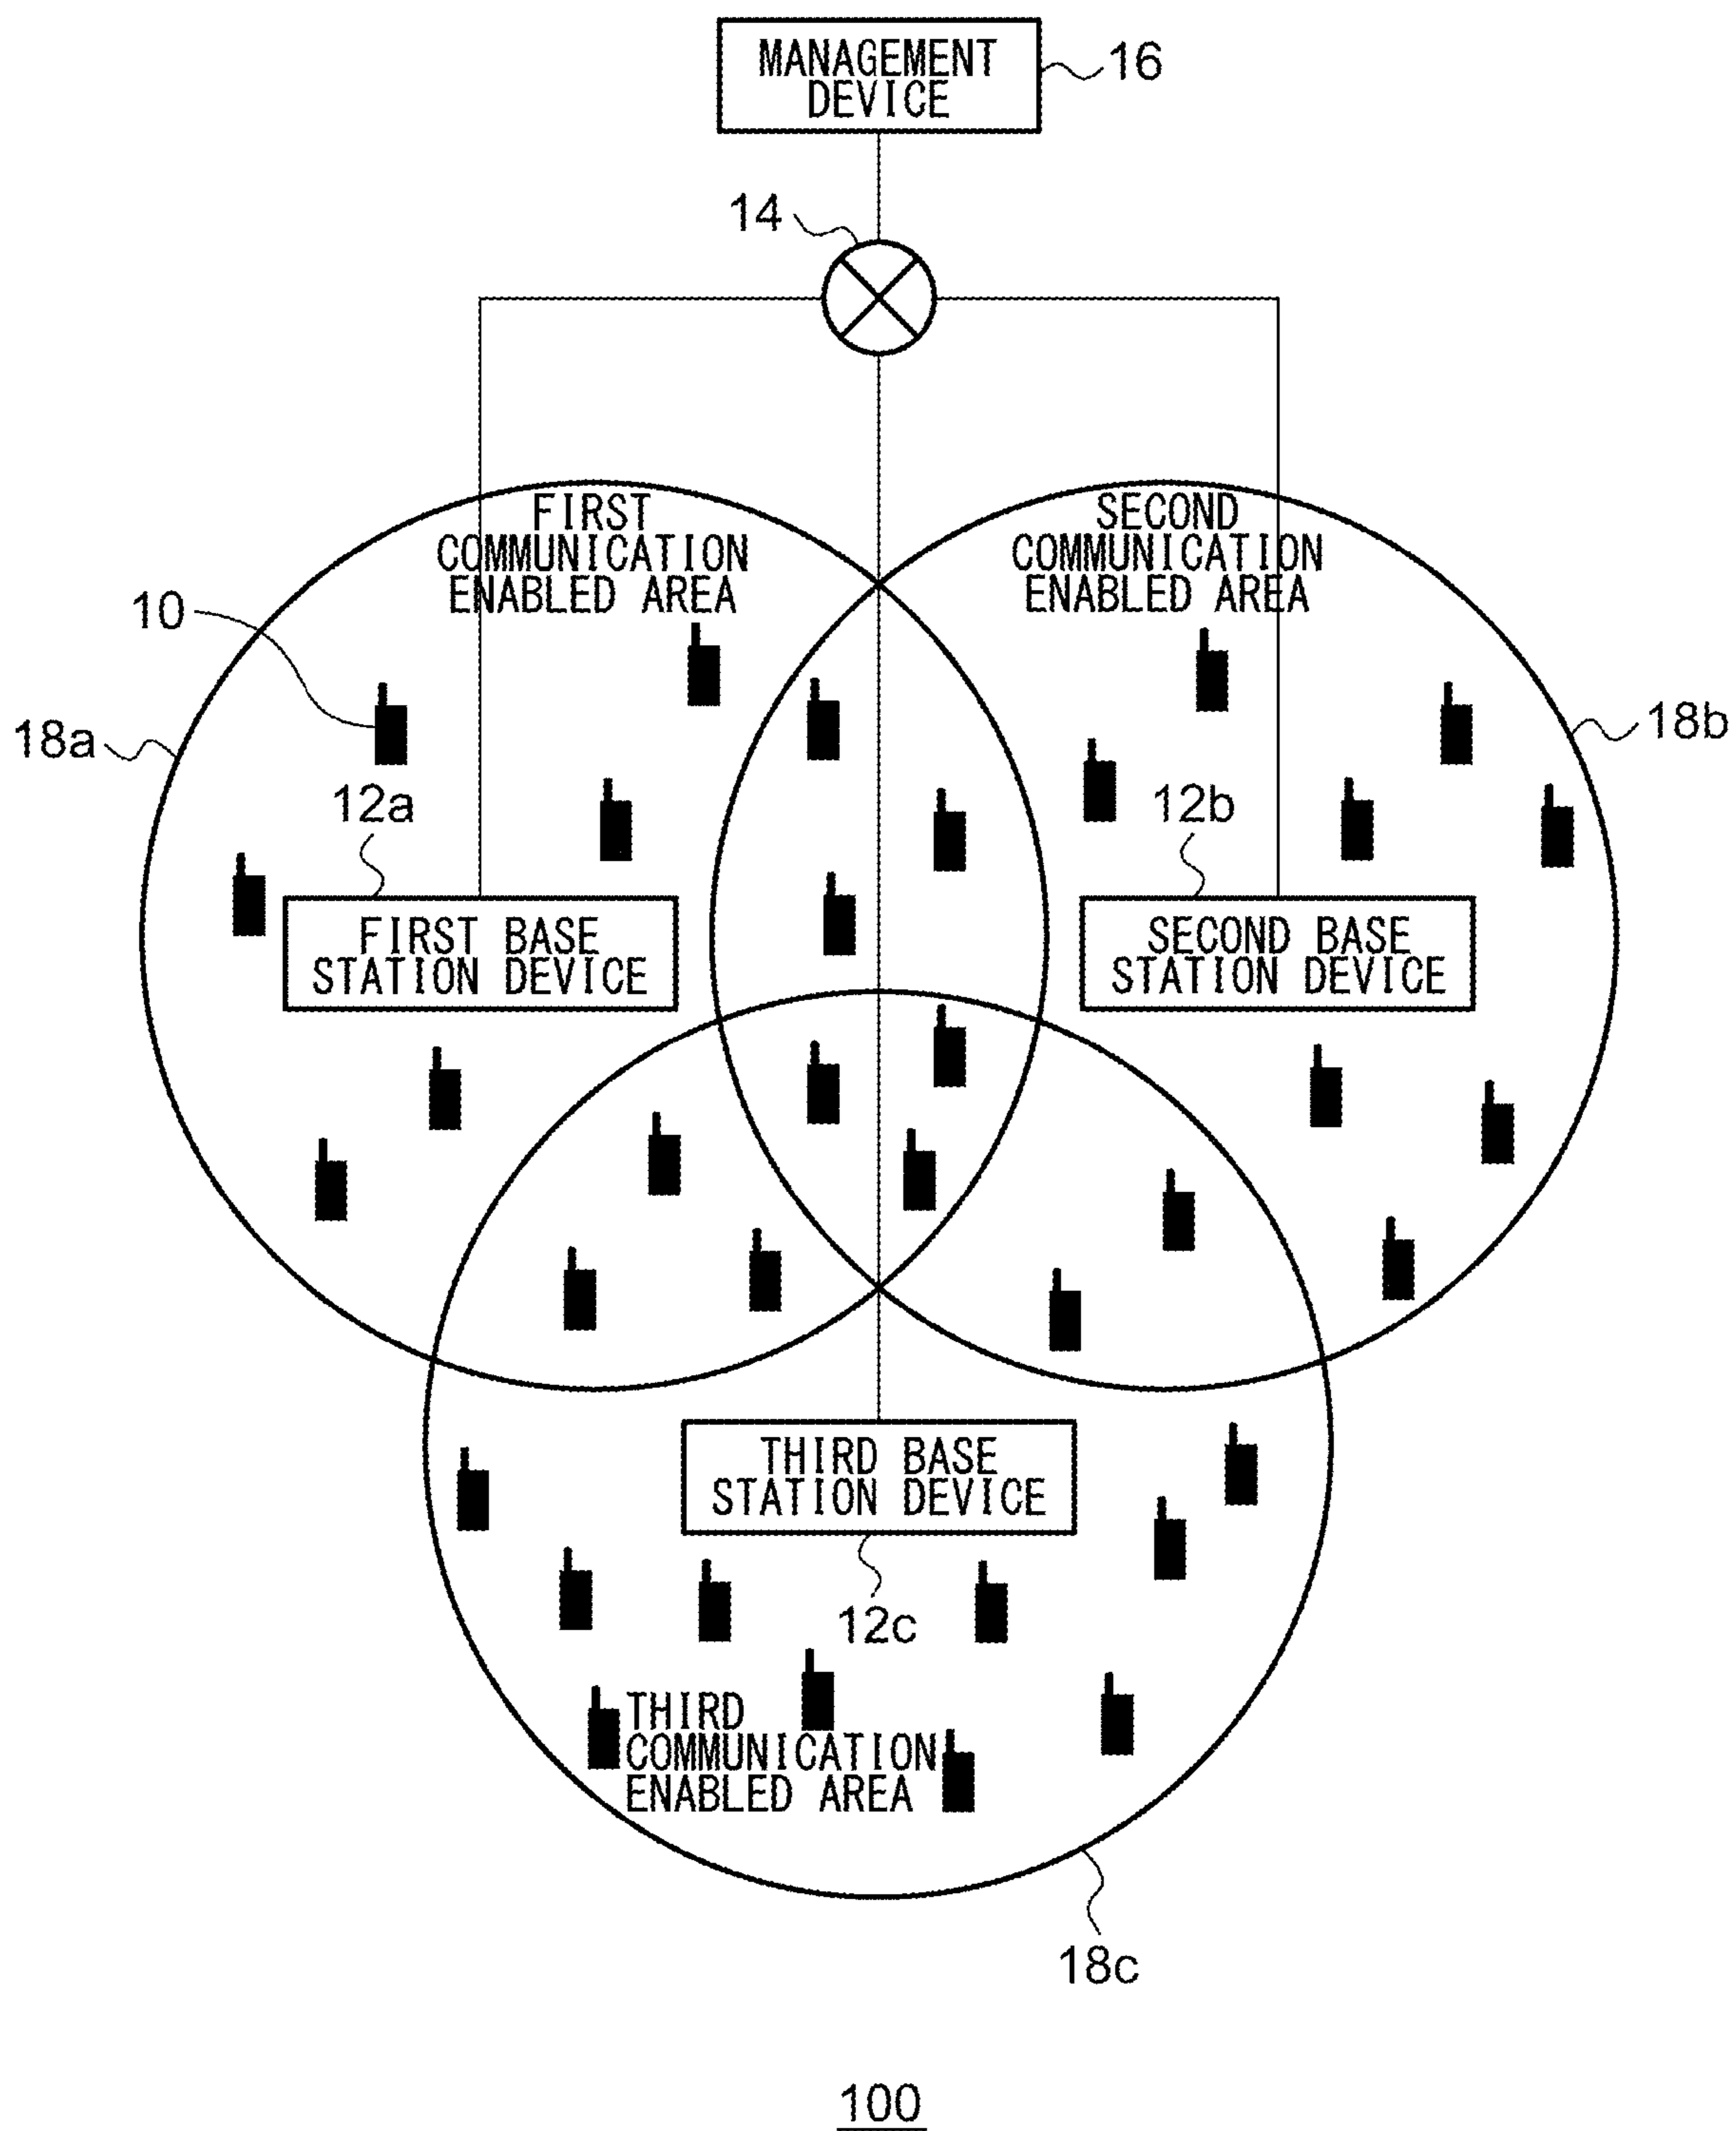 MANAGEMENT
DEVICE
16
14
FIRST
COMMUNICATION
ENABLED AREA
SECOND
COMMUNICATION
ENABLED AREA
10
18a
18b
12a
12b
FIRST BASE
STATION DEVICE
SECOND BASE
STATION DEVICE
THIRD BASE
STATION DEVICE
12c
THIRD
COMMUNICATION
ENABLED AREA
18c
100